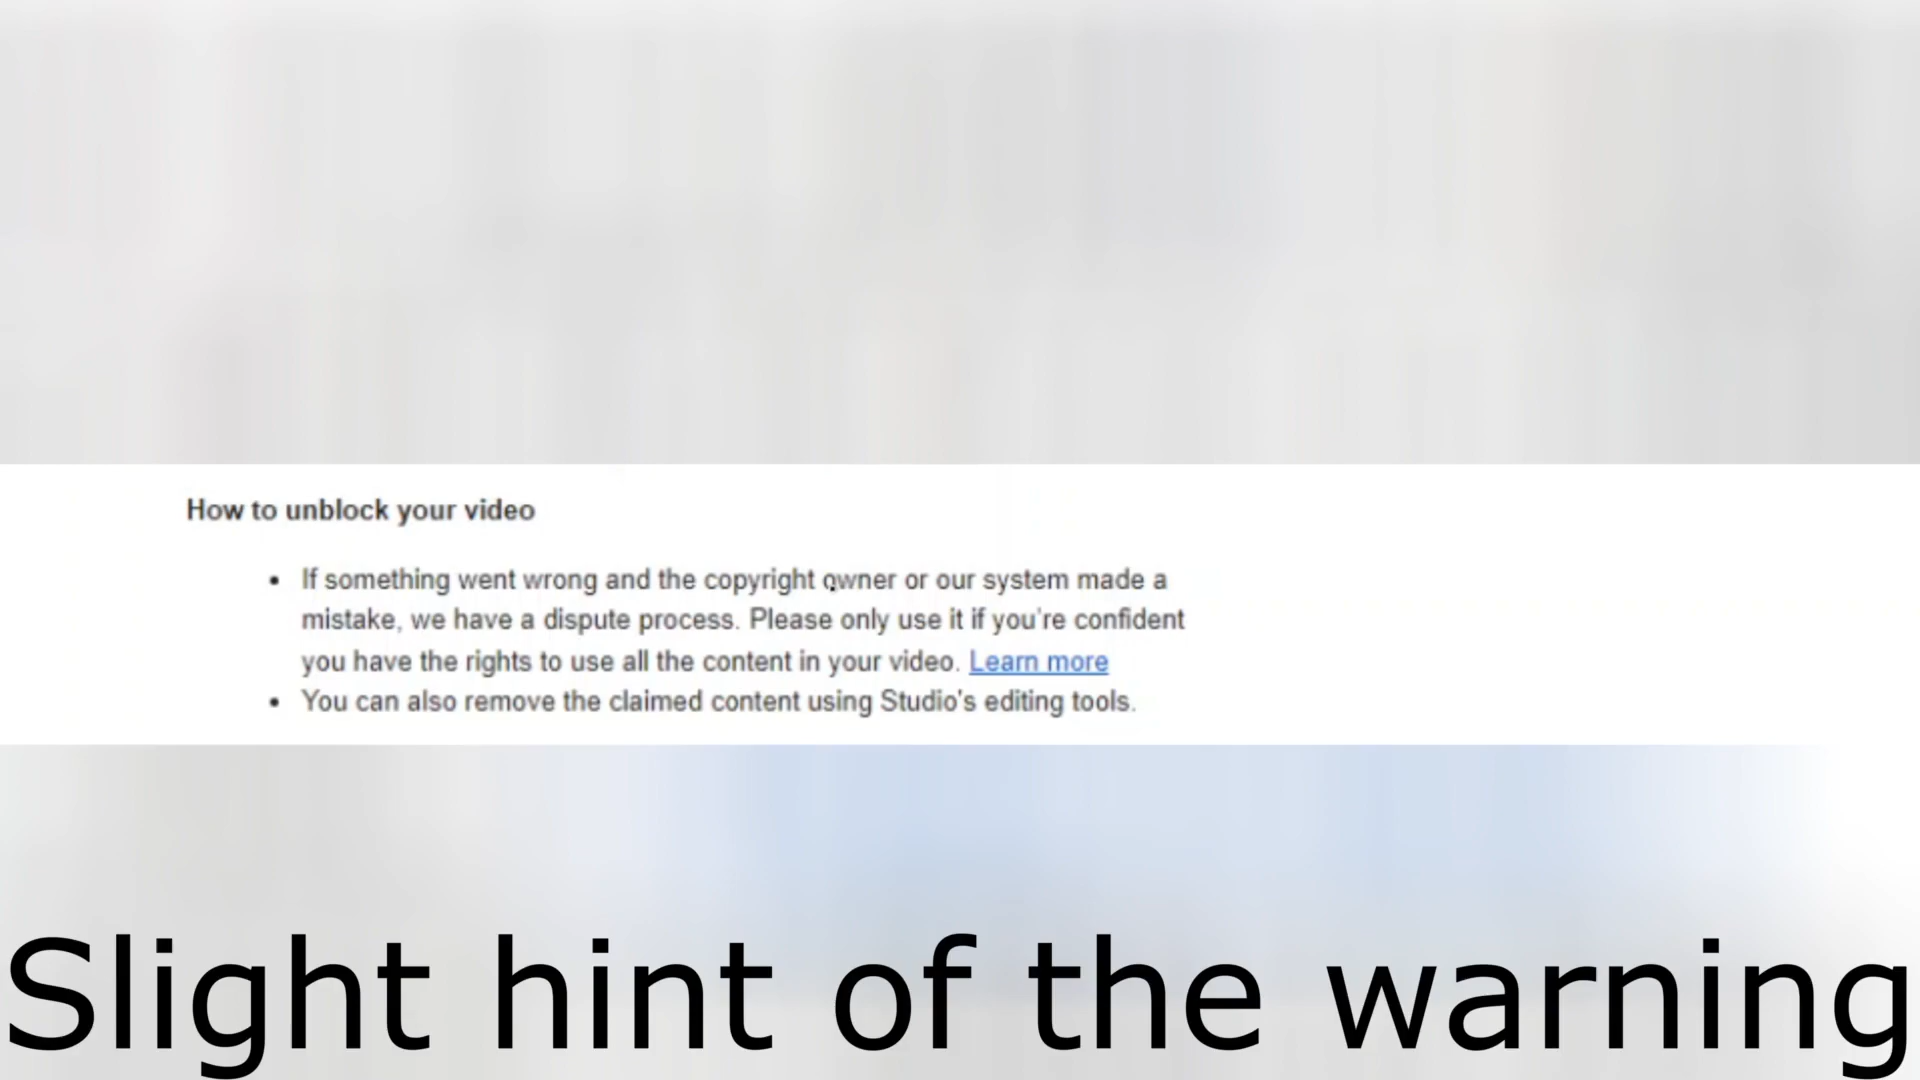 How to unblock your video
• If something went wrong and the copyright owner or our system made a
mistake, we have a dispute process. Please only use it if you're confident
you have the rights to use all the content in your video. Learn more
• You can also remove the claimed content using Studio's editing tools.
Slight hint of the warning